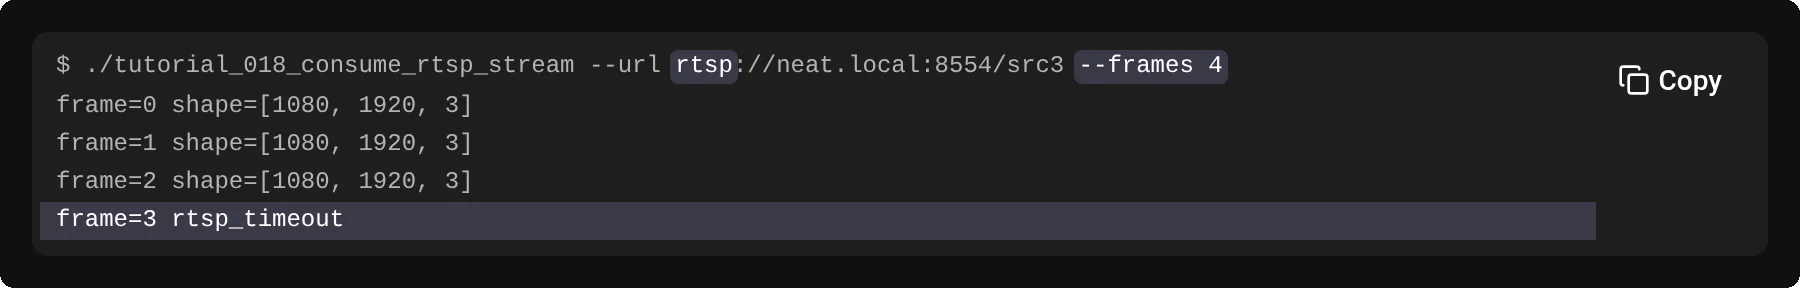 $ ./tutorial_018_consume_rtsp_stream --url rtsp://neat.local:8554/src3 --frames 4
Copy
frame=0 shape=[1080, 1920, 3]
frame=1 shape=[1080, 1920, 3]
frame=2 shape=[1080, 1920, 3]
frame=3 rtsp_timeout